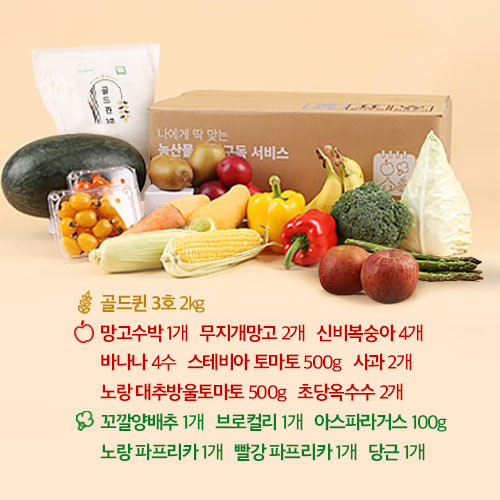 골드퀸 3호
나에게 딱 맞는
농산물 구독 서비스
골드퀸 3호 2kg
망고수박 1개 무지개망고 2개 신비복숭아 4개
바나나 4수 스테비아 토마토 500g 사과 2개
노랑 대추방울토마토 500g 초당옥수수 2개
꼬깔양배추 1개 브로컬리 1개 아스파라거스 100g
노랑 파프리카 1개 빨강 파프리카 1개 당근 1개